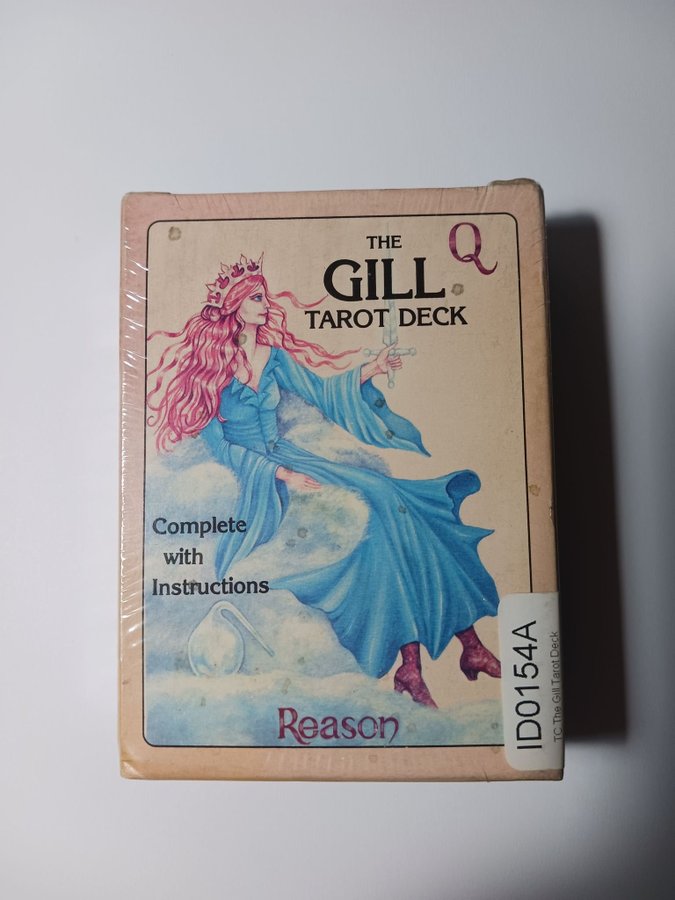 THE
Q
GILL
TAROT DECK
Complete
with
Instructions
Reason
ID0154A
TC The Gill Tarot Deck